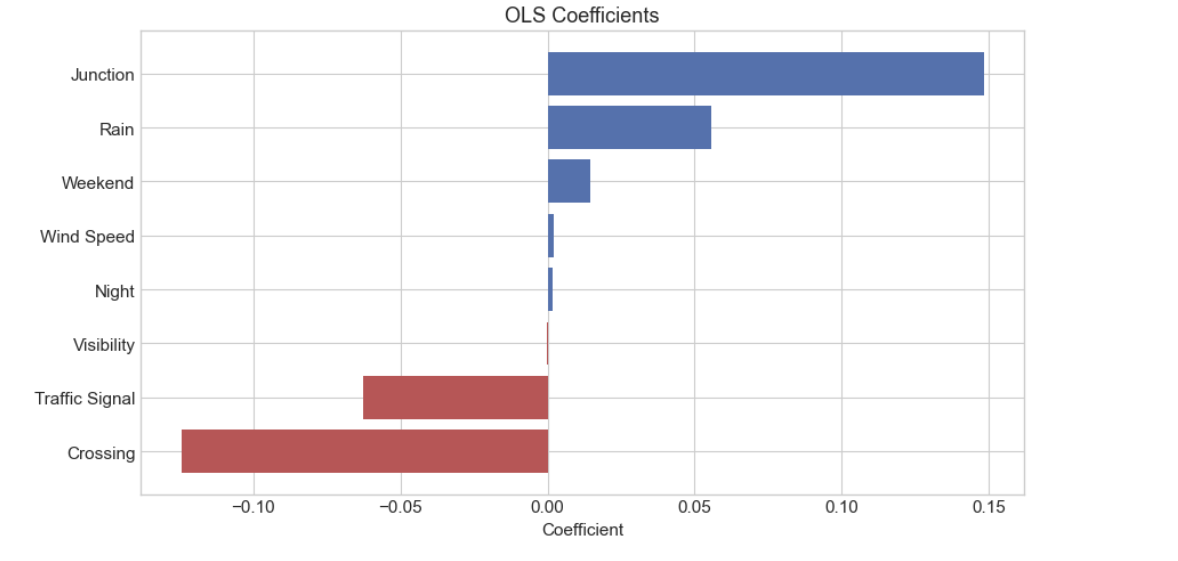 OLS Coefficients
Junction
Rain
Weekend
Wind Speed
Night
Visibility
Traffic Signal
Crossing
−0.10 −0.05 0.00 0.05 0.10 0.15
Coefficient